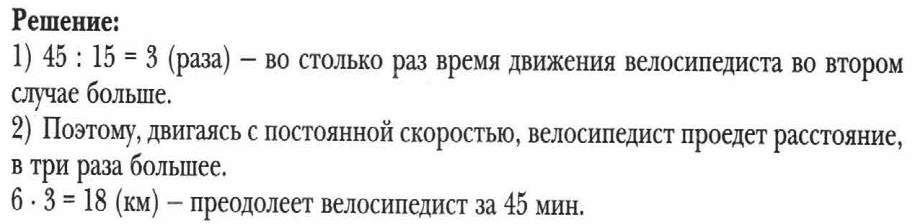 Решение:
1) 45 : 15 = 3 (раза) – во столько раз время движения велосипедиста во втором
случае больше.
2) Поэтому, двигаясь с постоянной скоростью, велосипедист проедет расстояние,
в три раза большее.
6 · 3 = 18 (км) – преодолеет велосипедист за 45 мин.